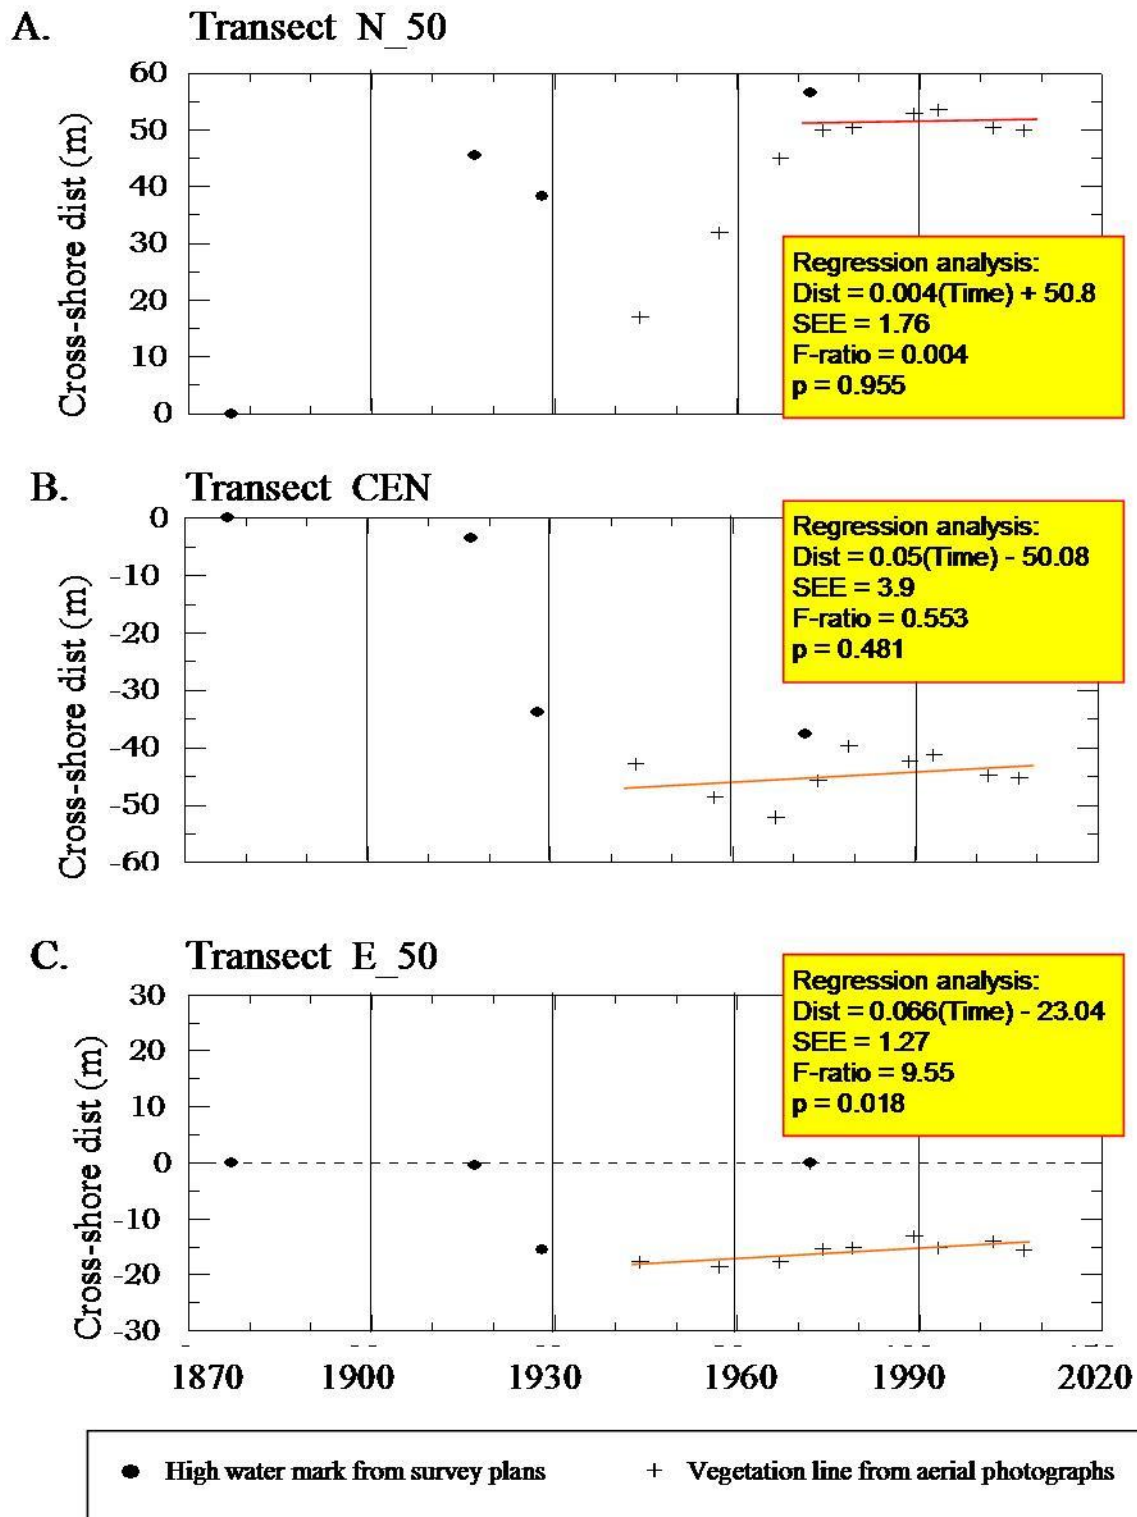 A. Transect N_50
60
50
40
30
20
10
0
Cross-shore dist (m)
Regression analysis:
Dist = 0.004(Time) + 50.8
SEE = 1.76
F-ratio = 0.004
p = 0.955
B. Transect CEN
0
-10
-20
-30
-40
-50
-60
Cross-shore dist (m)
Regression analysis:
Dist = 0.05(Time) - 50.08
SEE = 3.9
F-ratio = 0.553
p = 0.481
C. Transect E_50
30
20
10
0
-10
-20
-30
Cross-shore dist (m)
Regression analysis:
Dist = 0.066(Time) - 23.04
SEE = 1.27
F-ratio = 9.55
p = 0.018
1870 1900 1930 1960 1990 2020
High water mark from survey plans
Vegetation line from aerial photographs